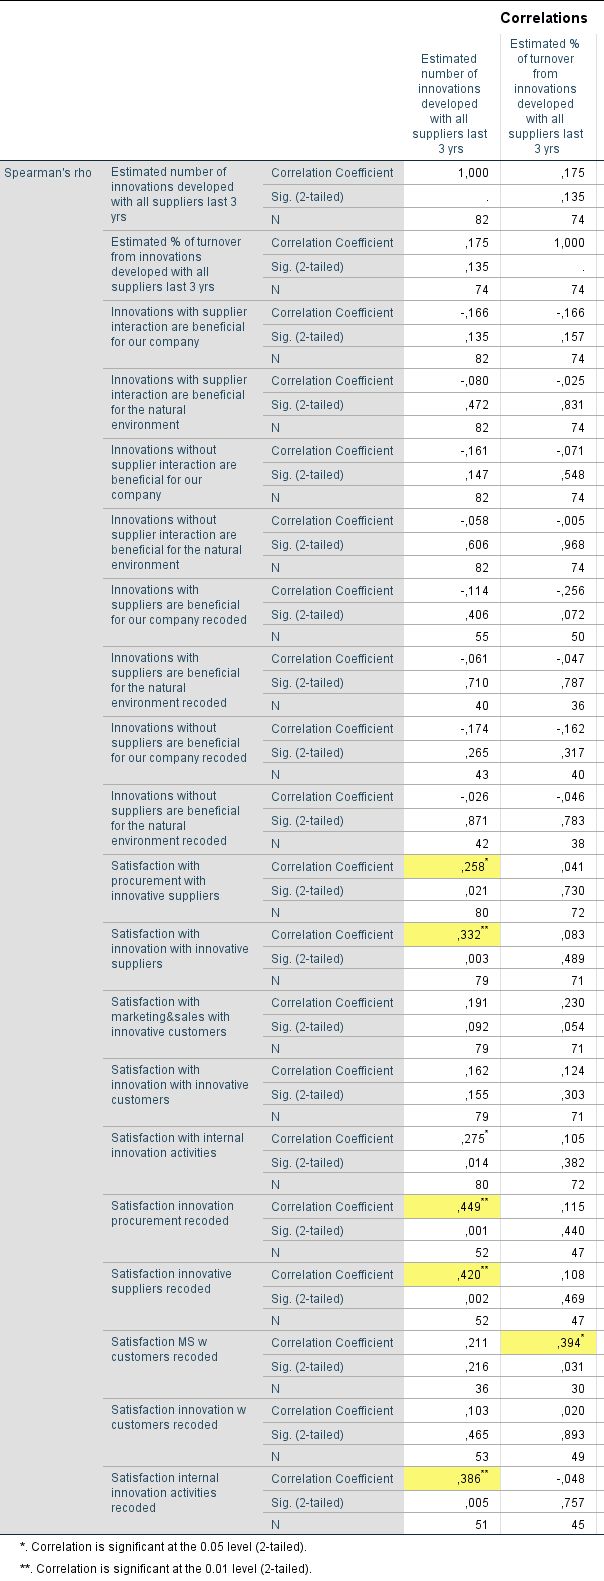 Correlations
Estimated number of innovations developed with all suppliers last 3 yrs
Estimated % of turnover from innovations developed with all suppliers last 3 yrs
Spearman's rho
Estimated number of innovations developed with all suppliers last 3 yrs
Correlation Coefficient 1,000 ,175
Sig. (2-tailed) . ,135
N 82 74
Estimated % of turnover from innovations developed with all suppliers last 3 yrs
Correlation Coefficient ,175 1,000
Sig. (2-tailed) ,135 .
N 74 74
Innovations with supplier interaction are beneficial for our company
Correlation Coefficient -,166 -,166
Sig. (2-tailed) ,135 ,157
N 82 74
Innovations with supplier interaction are beneficial for the natural environment
Correlation Coefficient -,080 -,025
Sig. (2-tailed) ,472 ,831
N 82 74
Innovations without supplier interaction are beneficial for our company
Correlation Coefficient -,161 -,071
Sig. (2-tailed) ,147 ,548
N 82 74
Innovations without supplier interaction are beneficial for the natural environment
Correlation Coefficient -,058 -,005
Sig. (2-tailed) ,606 ,968
N 82 74
Innovations with suppliers are beneficial for our company recoded
Correlation Coefficient -,114 -,256
Sig. (2-tailed) ,406 ,072
N 55 50
Innovations with suppliers are beneficial for the natural environment recoded
Correlation Coefficient -,061 -,047
Sig. (2-tailed) ,710 ,787
N 40 36
Innovations without suppliers are beneficial for our company recoded
Correlation Coefficient -,174 -,162
Sig. (2-tailed) ,265 ,317
N 43 40
Innovations without suppliers are beneficial for the natural environment recoded
Correlation Coefficient -,026 -,046
Sig. (2-tailed) ,871 ,783
N 42 38
Satisfaction with procurement with innovative suppliers
Correlation Coefficient ,258* ,041
Sig. (2-tailed) ,021 ,730
N 80 72
Satisfaction with innovation with innovative suppliers
Correlation Coefficient ,332** ,083
Sig. (2-tailed) ,003 ,489
N 79 71
Satisfaction with marketing&sales with innovative customers
Correlation Coefficient ,191 ,230
Sig. (2-tailed) ,092 ,054
N 79 71
Satisfaction with innovation with innovative customers
Correlation Coefficient ,162 ,124
Sig. (2-tailed) ,155 ,303
N 79 71
Satisfaction with internal innovation activities
Correlation Coefficient ,275* ,105
Sig. (2-tailed) ,014 ,382
N 80 72
Satisfaction innovation procurement recoded
Correlation Coefficient ,449** ,115
Sig. (2-tailed) ,001 ,440
N 52 47
Satisfaction innovative suppliers recoded
Correlation Coefficient ,420** ,108
Sig. (2-tailed) ,002 ,469
N 52 47
Satisfaction MS w customers recoded
Correlation Coefficient ,211 ,394*
Sig. (2-tailed) ,216 ,031
N 36 30
Satisfaction innovation w customers recoded
Correlation Coefficient ,103 ,020
Sig. (2-tailed) ,465 ,893
N 53 49
Satisfaction internal innovation activities recoded
Correlation Coefficient ,386** -,048
Sig. (2-tailed) ,005 ,757
N 51 45
*. Correlation is significant at the 0.05 level (2-tailed).
**. Correlation is significant at the 0.01 level (2-tailed).